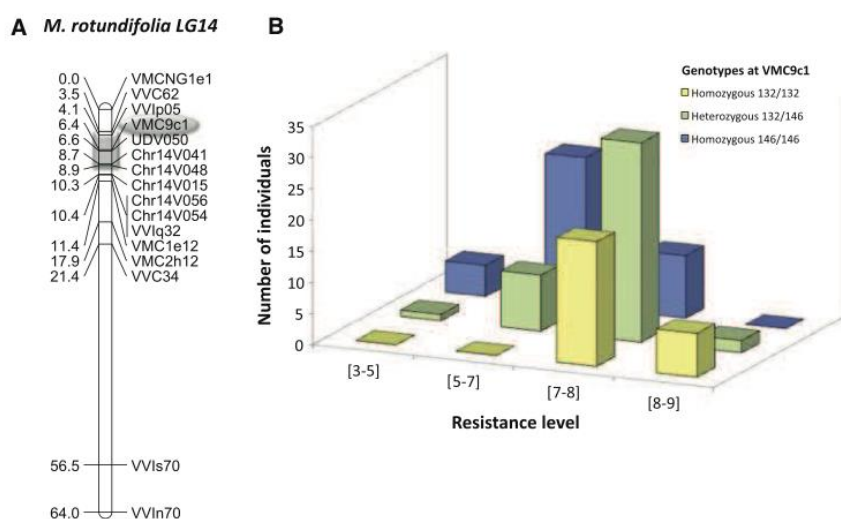 A M. rotundifolia LG14
0.0 VMCNG1e1
3.5 VVC62
4.1 VVIp05
6.4 VMC9c1
6.6 UDV050
8.7 Chr14V041
8.9 Chr14V048
10.3 Chr14V015
Chr14V056
10.4 Chr14V054
VVIq32
11.4 VMC1e12
17.9 VMC2h12
21.4 VVC34
56.5 VVIs70
64.0 VVIn70
B
Genotypes at VMC9c1
Homozygous 132/132
Heterozygous 132/146
Homozygous 146/146
Number of individuals
35
30
25
20
15
10
5
0
[3-5]
[5-7]
[7-8]
[8-9]
Resistance level